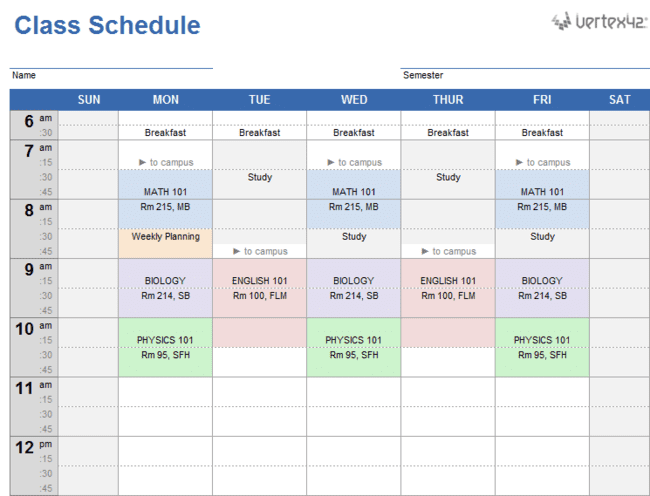 Class Schedule
vertex42
Name
Semester
SUN MON TUE WED THUR FRI SAT
6 am
:30 Breakfast Breakfast Breakfast Breakfast Breakfast
7 am
:15 ► to campus ► to campus ► to campus
:30 Study Study
:45 MATH 101 MATH 101 MATH 101
8 am Rm 215, MB Rm 215, MB Rm 215, MB
:15
:30 Weekly Planning Study Study
:45 ► to campus ► to campus
9 am
:15 BIOLOGY ENGLISH 101 BIOLOGY ENGLISH 101 BIOLOGY
:30 Rm 214, SB Rm 100, FLM Rm 214, SB Rm 100, FLM Rm 214, SB
:45
10 am
:15 PHYSICS 101 PHYSICS 101 PHYSICS 101
:30 Rm 95, SFH Rm 95, SFH Rm 95, SFH
:45
11 am
:15
:30
:45
12 pm
:15
:30
:45